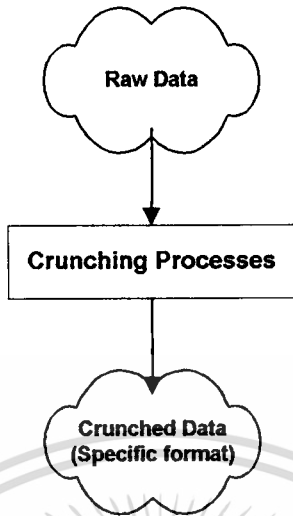 Raw Data
Crunching Processes
Crunched Data
(Specific format)